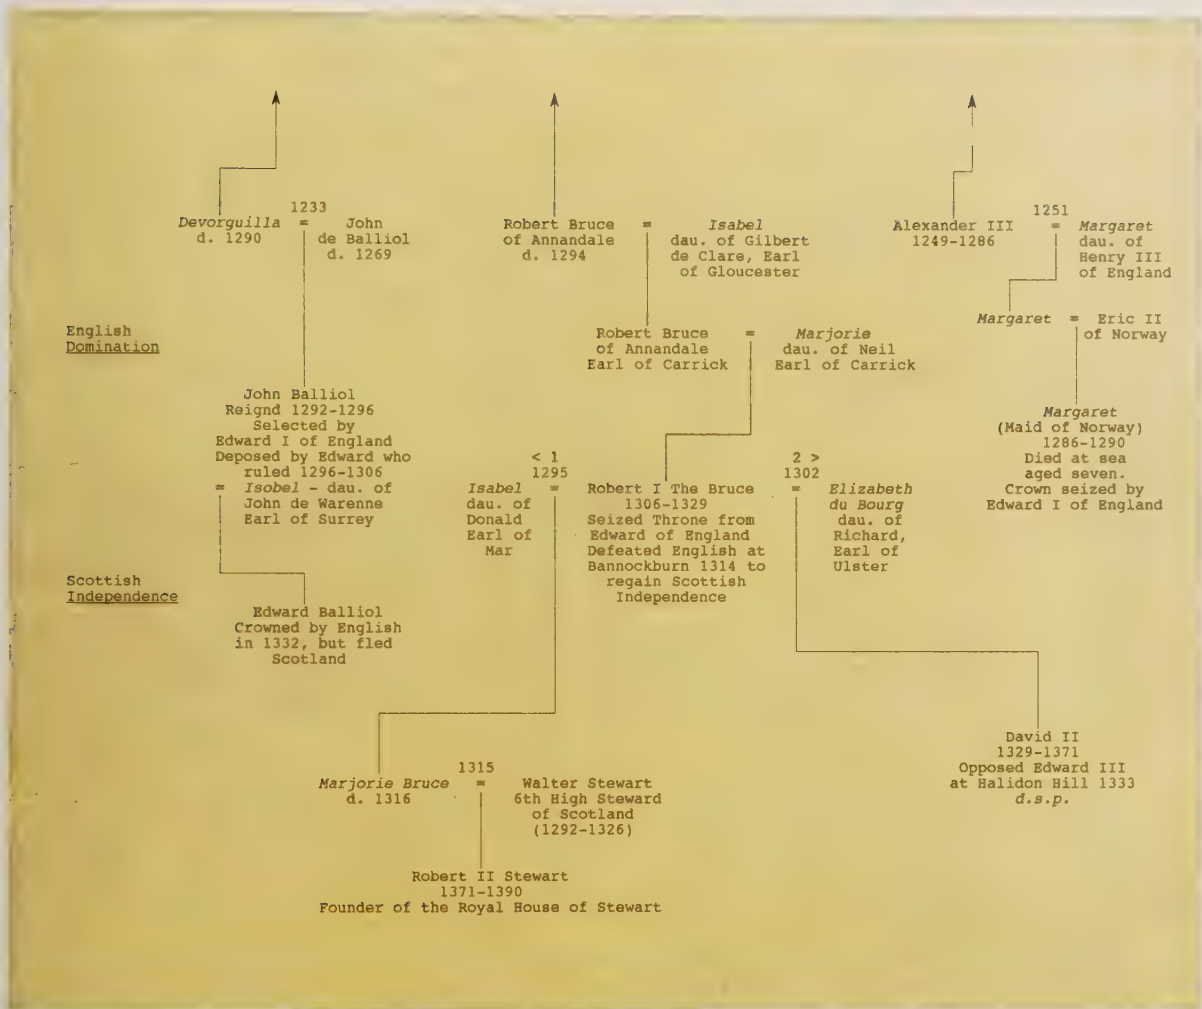 1233
Devorguilla = John
d. 1290 de Balliol
d. 1269
Robert Bruce = Isabel
of Annandale dau. of Gilbert
d. 1294 de Clare, Earl
of Gloucester
1251
Alexander III = Margaret
1249-1286 dau. of
Henry III
of England
English
Domination
Robert Bruce = Marjorie
of Annandale dau. of Neil
Earl of Carrick Earl of Carrick
Margaret = Eric II
of Norway
John Balliol
Reignd 1292-1296
Selected by
Edward I of England
Deposed by Edward who
ruled 1296-1306
= Isobel - dau. of
John de Warenne
Earl of Surrey
Margaret
(Maid of Norway)
1286-1290
Died at sea
aged seven.
Crown seized by
Edward I of England
< 1
1295
Isabel =
dau. of
Donald
Earl of
Mar
Robert I The Bruce
1306-1329
Seized Throne from
Edward of England
Defeated English at
Bannockburn 1314 to
regain Scottish
Independence
2 >
1302
= Elizabeth
du Bourg
dau. of
Richard,
Earl of
Ulster
Scottish
Independence
Edward Balliol
Crowned by English
in 1332, but fled
Scotland
David II
1329-1371
Opposed Edward III
at Halidon Hill 1333
d.s.p.
1315
Marjorie Bruce = Walter Stewart
d. 1316 6th High Steward
of Scotland
(1292-1326)
Robert II Stewart
1371-1390
Founder of the Royal House of Stewart